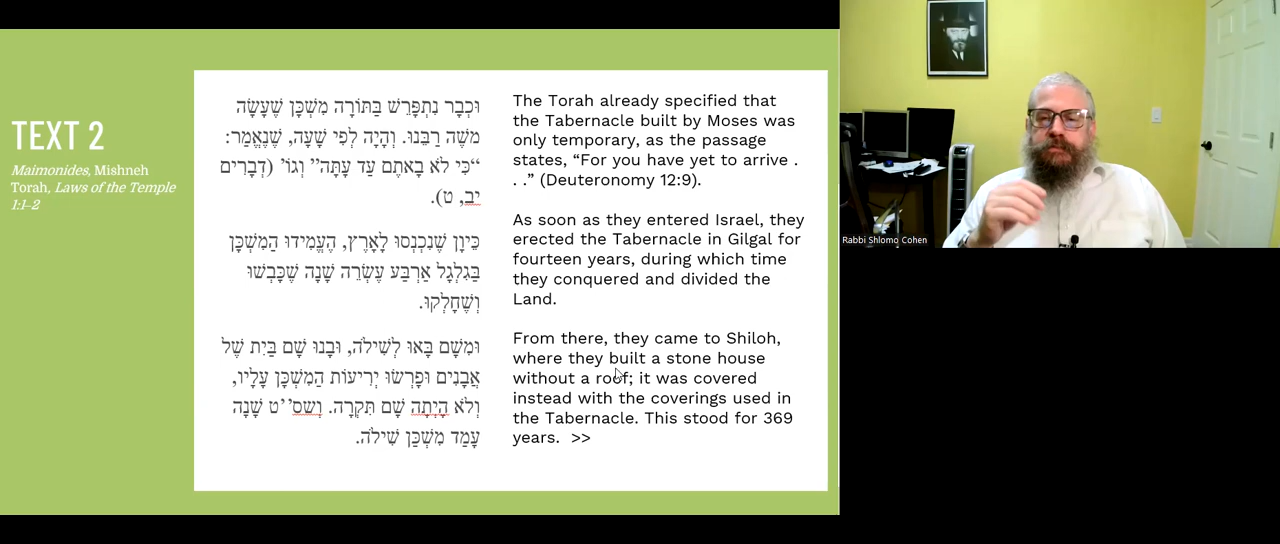 TEXT 2
Maimonides, Mishneh
Torah, Laws of the Temple
1:1–2
וּכְבָר נִתְפָּרֵשׁ בַּתּוֹרָה מִשְׁכָּן שֶׁעָשָׂה
משֶׁה רַבֵּנוּ. וְהָיָה לְפִי שָׁעָה, שֶׁנֶאֱמַר:
"כִּי לֹא בָאתֶם עַד עָתָּה" וְגוֹ' (דְבָרִים
יב, ט).
כֵּיוָן שֶׁנִכְנְסוּ לָאָרֶץ, הֶעֱמִידוּ הַמִשְׁכָּן
בַּגִלְגָל אַרְבַּע עֶשְׂרֵה שָׁנָה שֶׁכָּבְשׁוּ
וְשֶׁחָלְקוּ.
וּמִשָׁם בָּאוּ לְשִׁילֹה, וּבָנוּ שָׁם בַּיִת שֶׁל
אֲבָנִים וּפָרְשׂוּ יְרִיעוֹת הַמִשְׁכָּן עָלָיו,
וְלֹא הָיְתָה שָׁם תִּקְרָה. וְשס''ט שָׁנָה
עָמַד מִשְׁכַּן שִׁילֹה.
The Torah already specified that
the Tabernacle built by Moses was
only temporary, as the passage
states, “For you have yet to arrive .
. .” (Deuteronomy 12:9).
As soon as they entered Israel, they
erected the Tabernacle in Gilgal for
fourteen years, during which time
they conquered and divided the
Land.
From there, they came to Shiloh,
where they built a stone house
without a roof; it was covered
instead with the coverings used in
the Tabernacle. This stood for 369
years. >>
Rabbi Shlomo Cohen